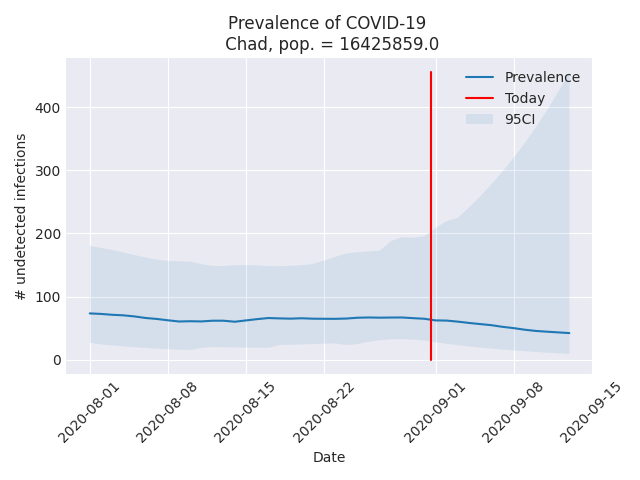 Prevalence of COVID-19
Chad, pop. = 16425859.0
Prevalence
Today
95CI
# undetected infections
400
300
200
100
0
2020-08-01
2020-08-08
2020-08-15
2020-08-22
2020-09-01
2020-09-08
2020-09-15
Date